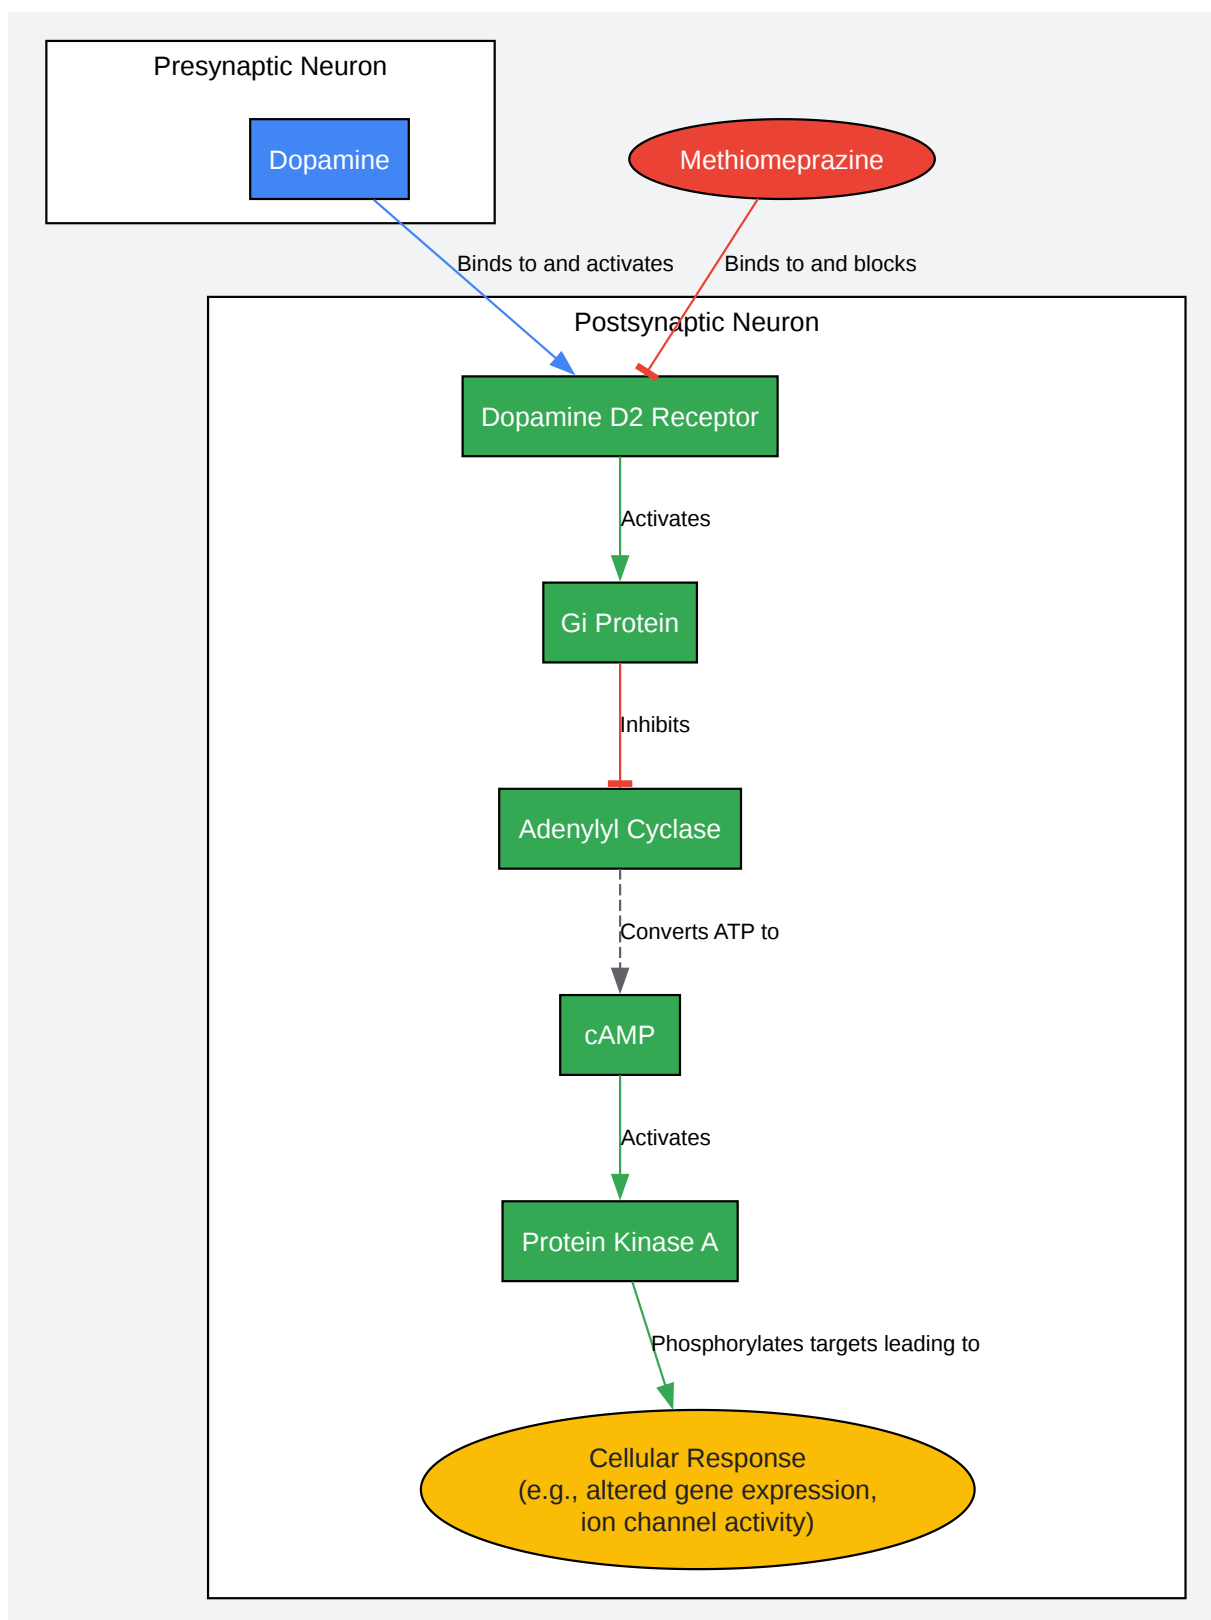 Presynaptic Neuron
Dopamine
Methiomeprazine
Binds to and activates
Binds to and blocks
Postsynaptic Neuron
Dopamine D2 Receptor
Activates
Gi Protein
Inhibits
Adenylyl Cyclase
Converts ATP to
cAMP
Activates
Protein Kinase A
Phosphorylates targets leading to
Cellular Response
(e.g., altered gene expression,
ion channel activity)